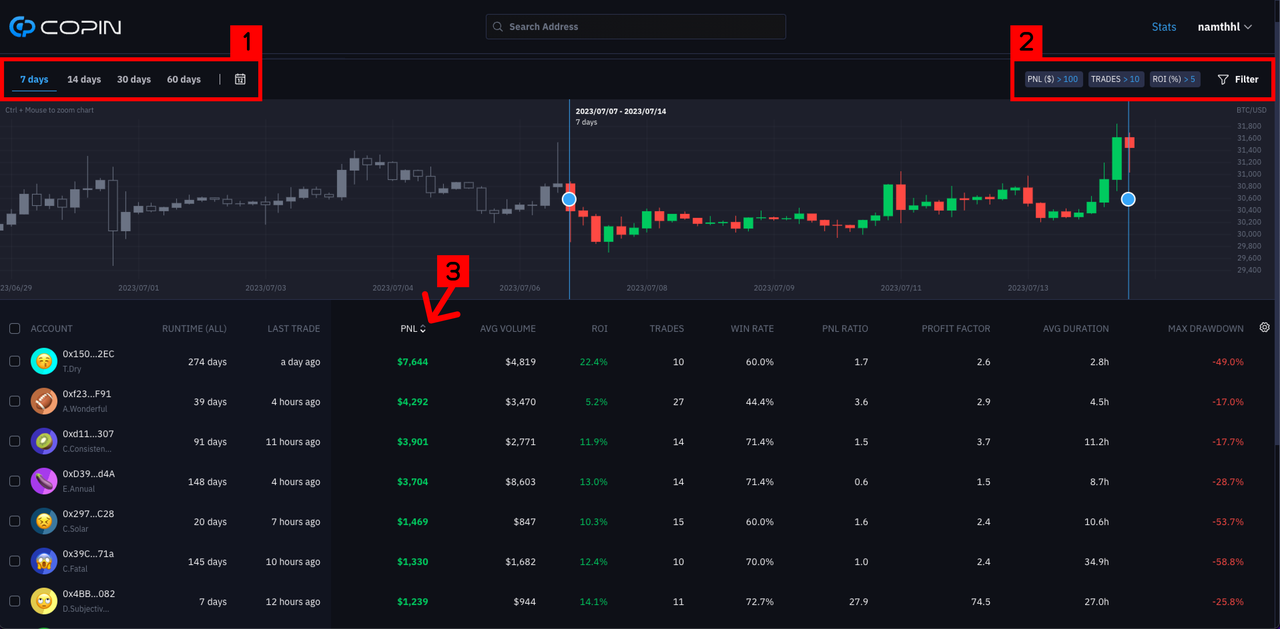 COPIN
Search Address
Stats namthhl
1
2
7 days 14 days 30 days 60 days |
PNL ($) > 100 TRADES > 10 ROI (%) > 5 Filter
Ctrl + Mouse to zoom chart
2023/07/07 - 2023/07/14
7 days
BTC/USD
31,800
31,600
31,400
31,200
31,000
30,800
30,600
30,400
30,200
30,000
29,800
29,600
29,400
23/06/29 2023/07/01 2023/07/03 2023/07/04 2023/07/06 2023/07/08 2023/07/09 2023/07/11 2023/07/13
3
ACCOUNT RUNTIME (ALL) LAST TRADE PNL AVG VOLUME ROI TRADES WIN RATE PNL RATIO PROFIT FACTOR AVG DURATION MAX DRAWDOWN
0x150...2EC
T.Dry
274 days a day ago $7,644 $4,819 22.4% 10 60.0% 1.7 2.6 2.8h -49.0%
0xf23...F91
A.Wonderful
39 days 4 hours ago $4,292 $3,470 5.2% 27 44.4% 3.6 2.9 4.5h -17.0%
0xd11...307
C.Consisten...
91 days 11 hours ago $3,901 $2,771 11.9% 14 71.4% 1.5 3.7 11.2h -17.7%
0xD39...d4A
E.Annual
148 days 4 hours ago $3,704 $8,603 13.0% 14 71.4% 0.6 1.5 8.7h -28.7%
0x297...C28
C.Solar
20 days 7 hours ago $1,469 $847 10.3% 15 60.0% 1.6 2.4 10.6h -53.7%
0x39C...71a
C.Fatal
145 days 10 hours ago $1,330 $1,682 12.4% 10 70.0% 1.0 2.4 34.9h -58.8%
0x4BB...082
D.Subjectiv...
7 days 12 hours ago $1,239 $944 14.1% 11 72.7% 27.9 74.5 27.0h -25.8%